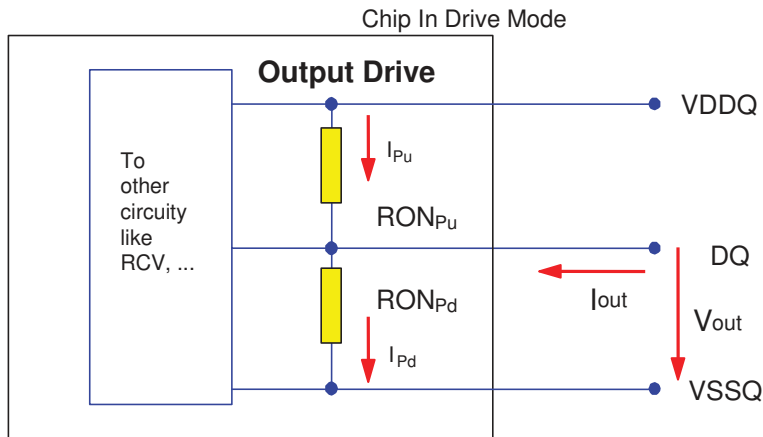 Chip In Drive Mode
Output Drive
VDDQ
To
other
circuity
like
RCV, ...
IPu
RONPu
DQ
RONPd
Iout
Vout
IPd
VSSQ